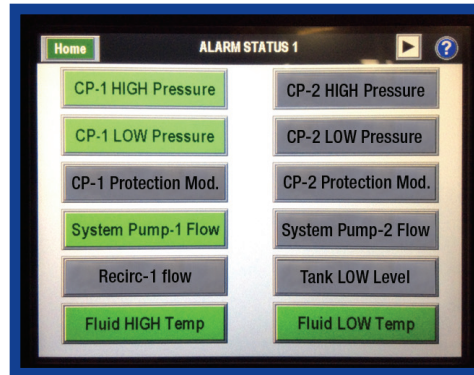 Home ALARM STATUS 1 ?
CP-1 HIGH Pressure CP-2 HIGH Pressure
CP-1 LOW Pressure CP-2 LOW Pressure
CP-1 Protection Mod. CP-2 Protection Mod.
System Pump-1 Flow System Pump-2 Flow
Recirc-1 flow Tank LOW Level
Fluid HIGH Temp Fluid LOW Temp